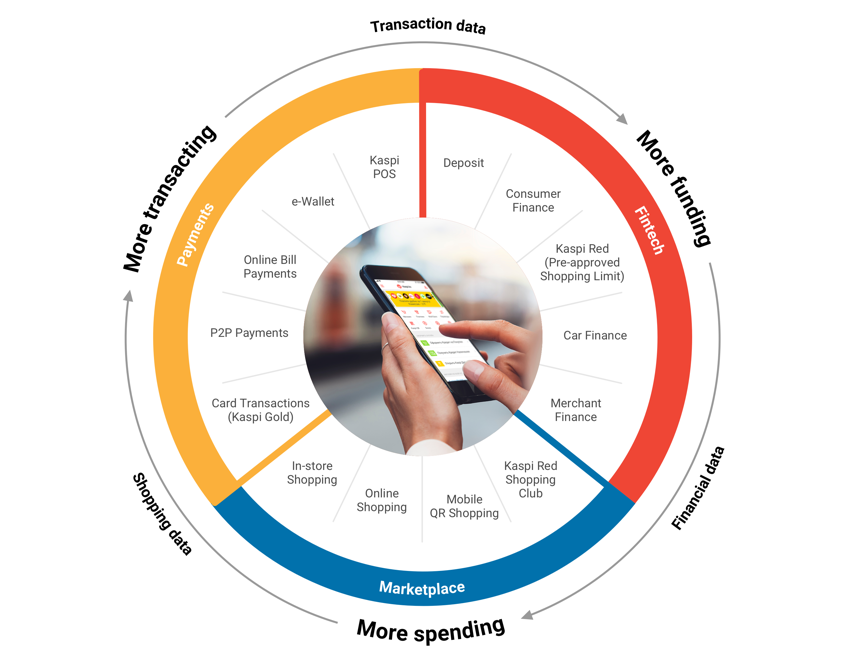 Transaction data
More transacting
More funding
Payments
Fintech
Kaspi
POS
Deposit
e-Wallet
Consumer
Finance
Online Bill
Payments
Kaspi Red
(Pre-approved
Shopping Limit)
P2P Payments
Car Finance
Card Transactions
(Kaspi Gold)
Merchant
Finance
In-store
Shopping
Online
Shopping
Mobile
QR Shopping
Kaspi Red
Shopping
Club
Shopping data
Financial data
Marketplace
More spending